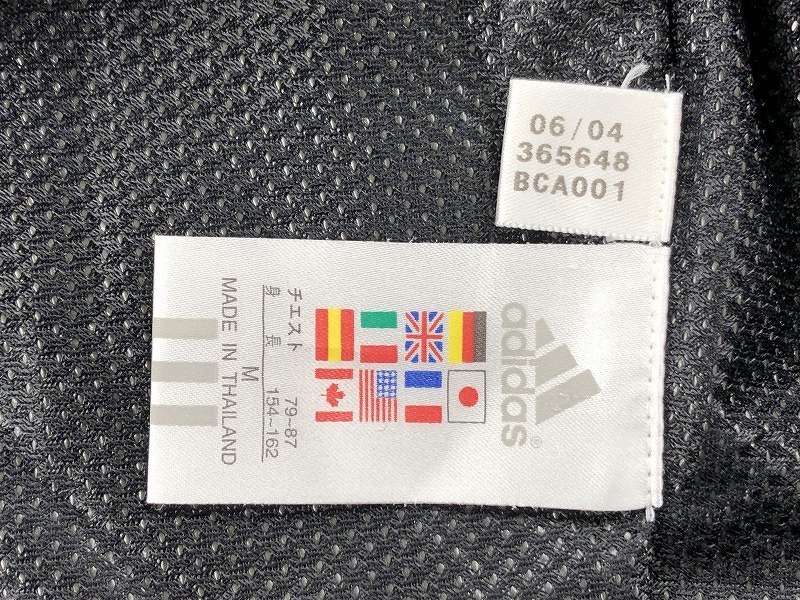 06/04
365648
BCA001
adidas®
チェスト 79~87
身長 154~162
M
MADE IN THAILAND